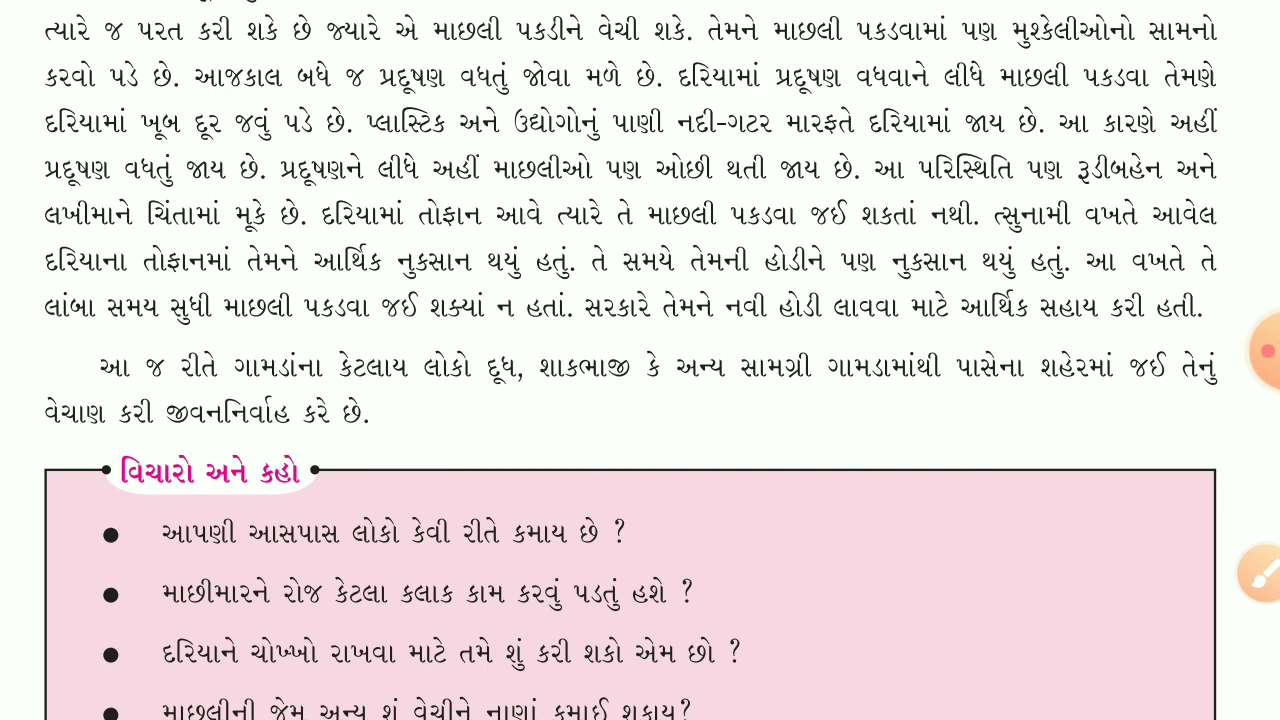 ત્યારે જ પરત કરી શકે છે જ્યારે એ માછલી પકડીને વેચી શકે. તેમને માછલી પકડવામાં પણ મુશ્કેલીઓનો સામનો
કરવો પડે છે. આજકાલ બધે જ પ્રદૂષણ વધતું જોવા મળે છે. દરિયામાં પ્રદૂષણ વધવાને લીધે માછલી પકડવા તેમણે
દરિયામાં ખૂબ દૂર જવું પડે છે. પ્લાસ્ટિક અને ઉદ્યોગોનું પાણી નદી-ગટર મારફતે દરિયામાં જાય છે. આ કારણે અહીં
પ્રદૂષણ વધતું જાય છે. પ્રદૂષણને લીધે અહીં માછલીઓ પણ ઓછી થતી જાય છે. આ પરિસ્થિતિ પણ રૂડીબહેન અને
લખીમાને ચિંતામાં મૂકે છે. દરિયામાં તોફાન આવે ત્યારે તે માછલી પકડવા જઈ શકતાં નથી. ત્સુનામી વખતે આવેલ
દરિયાના તોફાનમાં તેમને આર્થિક નુકસાન થયું હતું. તે સમયે તેમની હોડીને પણ નુકસાન થયું હતું. આ વખતે તે
લાંબા સમય સુધી માછલી પકડવા જઈ શક્યાં ન હતાં. સરકારે તેમને નવી હોડી લાવવા માટે આર્થિક સહાય કરી હતી.
આ જ રીતે ગામડાંના કેટલાય લોકો દૂધ, શાકભાજી કે અન્ય સામગ્રી ગામડામાંથી પાસેના શહેરમાં જઈ તેનું
વેચાણ કરી જીવનનિર્વાહ કરે છે.
વિચારો અને કહો
● આપણી આસપાસ લોકો કેવી રીતે કમાય છે ?
● માછીમારને રોજ કેટલા કલાક કામ કરવું પડતું હશે ?
● દરિયાને ચોખ્ખો રાખવા માટે તમે શું કરી શકો એમ છો ?
● માછલીની જેમ અન્ય શું વેચીને નાણાં કમાઈ શકાય?